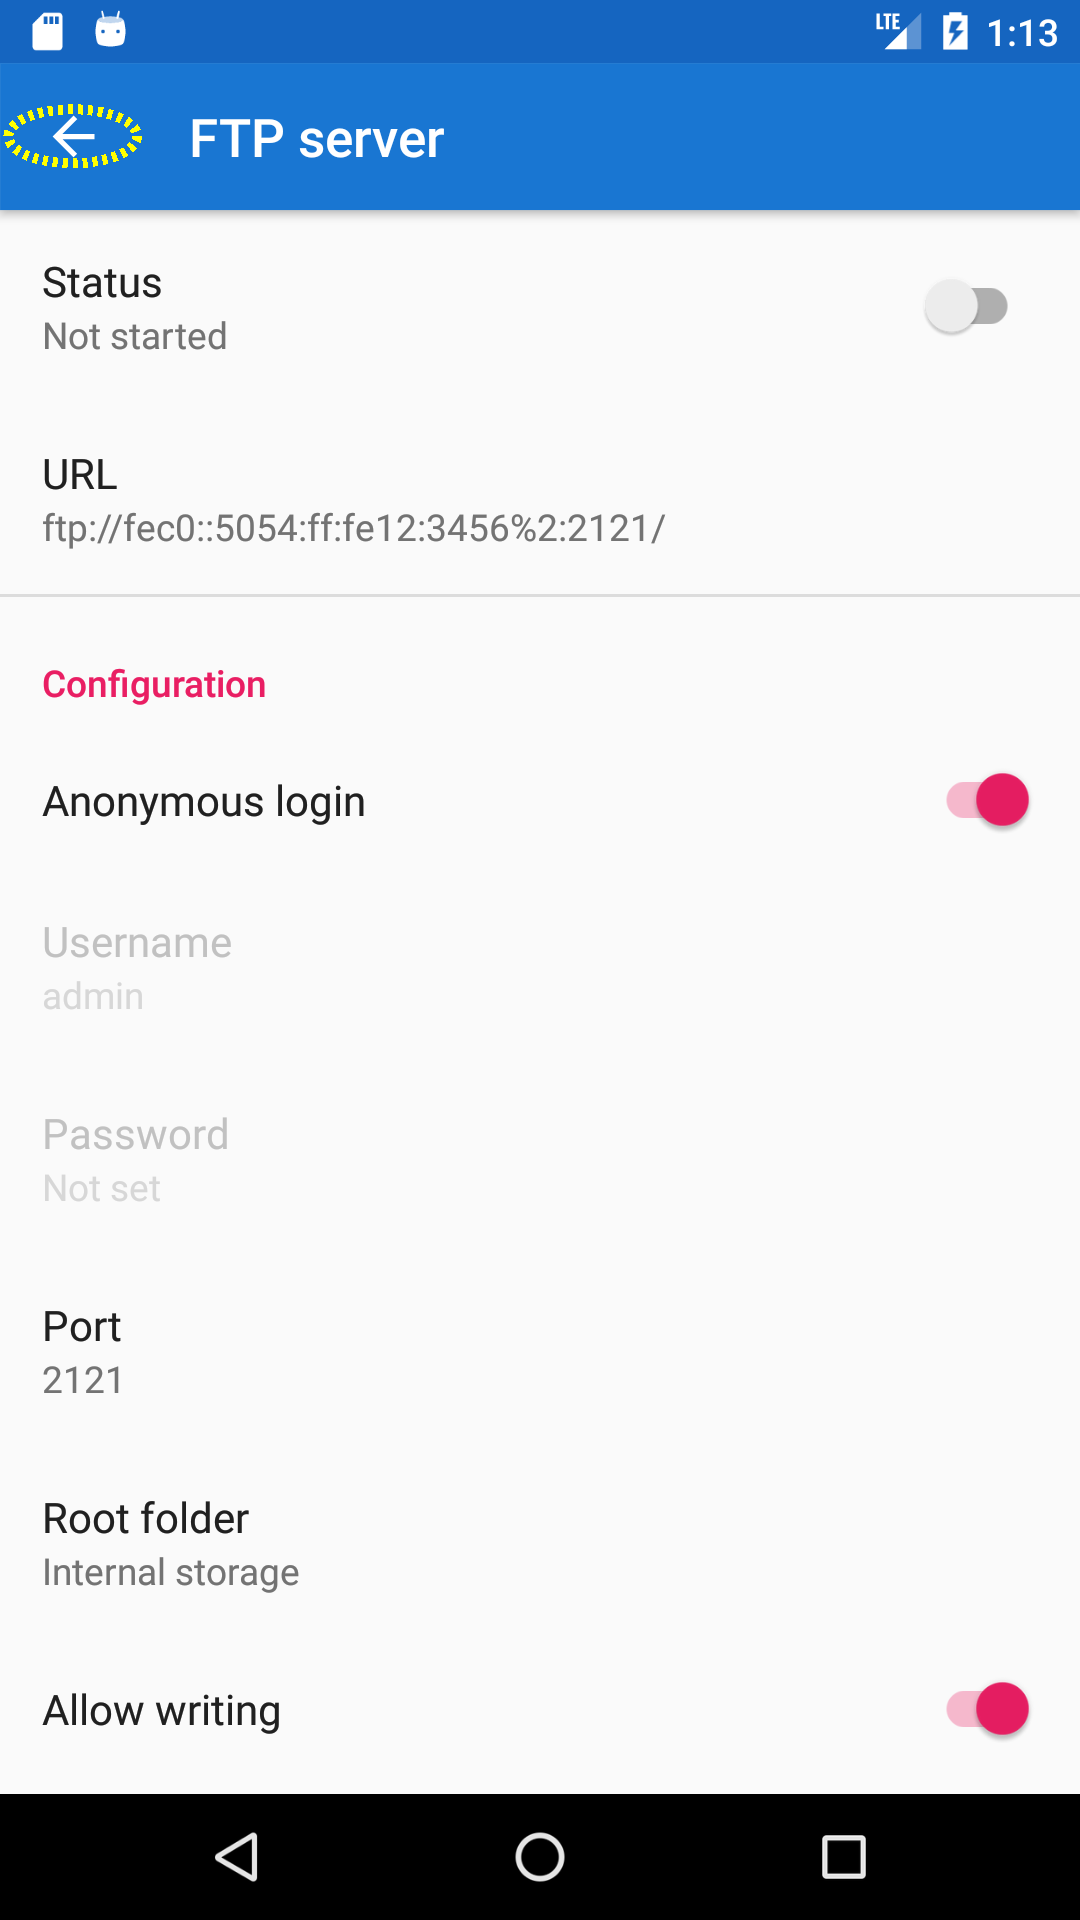 LTE 1:13
FTP server
Status
Not started
URL
ftp://fec0::5054:ff:fe12:3456%2:2121/
Configuration
Anonymous login
Username
admin
Password
Not set
Port
2121
Root folder
Internal storage
Allow writing